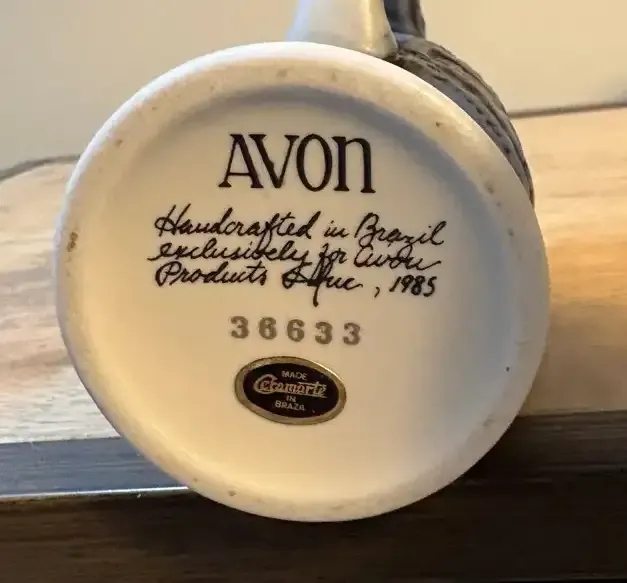 AVON
Handcrafted in Brazil
exclusively for Avon
Products Inc, 1985
36633
MADE
Ceramarte
IN
BRAZIL